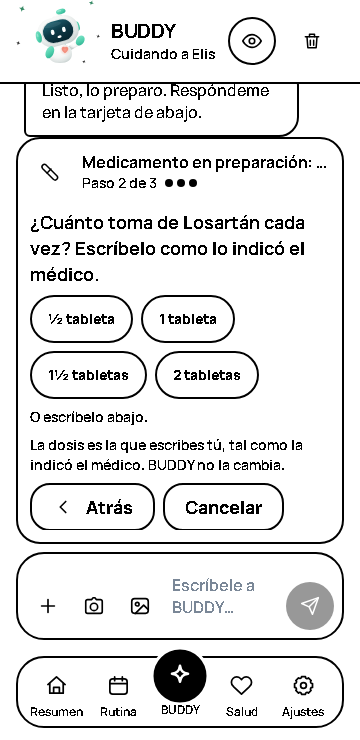 BUDDY
Cuidando a Elis
Listo, lo preparo. Respóndeme
en la tarjeta de abajo.
Medicamento en preparación: ...
Paso 2 de 3
¿Cuánto toma de Losartán cada
vez? Escríbelo como lo indicó el
médico.
½ tableta
1 tableta
1½ tabletas
2 tabletas
O escríbelo abajo.
La dosis es la que escribes tú, tal como la
indicó el médico. BUDDY no la cambia.
Atrás
Cancelar
Escríbele a
BUDDY...
Resumen
Rutina
BUDDY
Salud
Ajustes